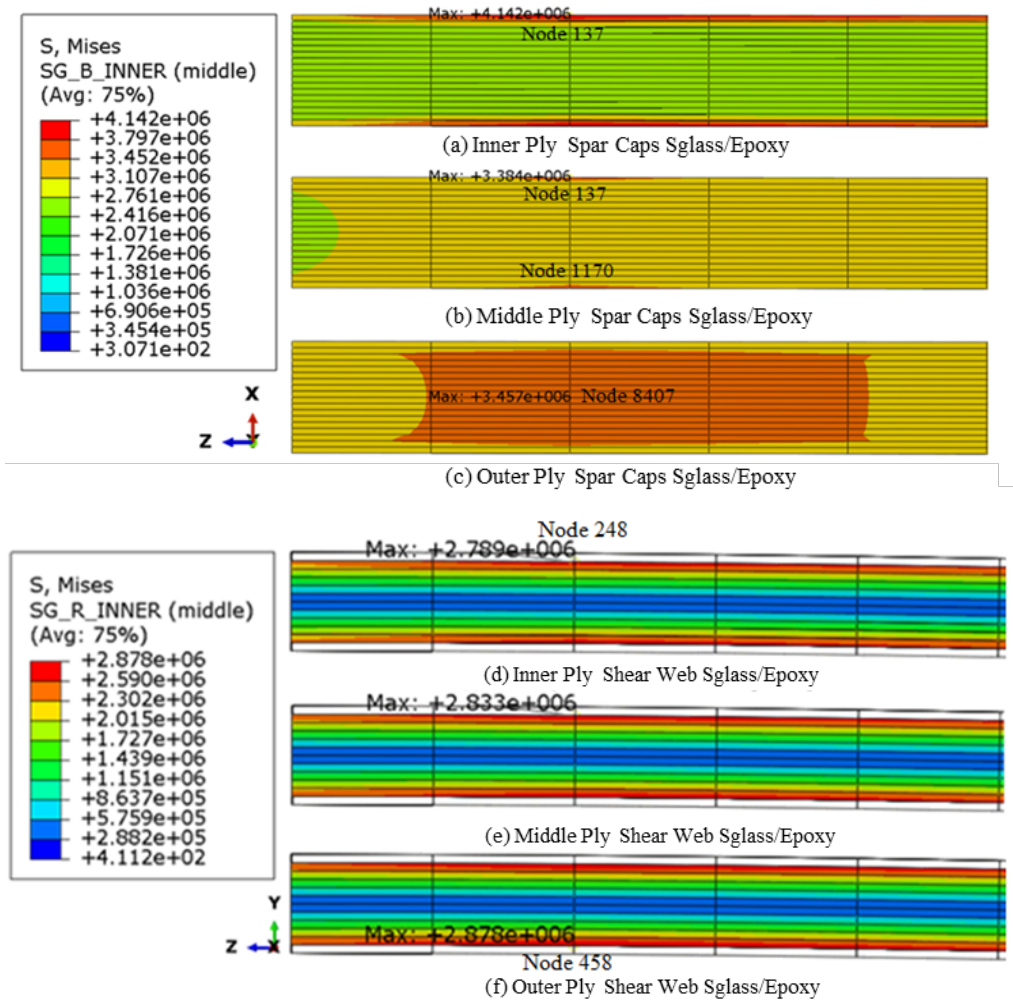 S, Mises
SG_B_INNER (middle)
(Avg: 75%)
+4.142e+06
+3.797e+06
+3.452e+06
+3.107e+06
+2.761e+06
+2.416e+06
+2.071e+06
+1.726e+06
+1.381e+06
+1.036e+06
+6.906e+05
+3.454e+05
+3.071e+02
X
Z
Y
Max: +4.142e+006
Node 137
(a) Inner Ply Spar Caps Sglass/Epoxy
Max: +3.384e+006
Node 137
Node 1170
(b) Middle Ply Spar Caps Sglass/Epoxy
Max: +3.457e+006 Node 8407
(c) Outer Ply Spar Caps Sglass/Epoxy
S, Mises
SG_R_INNER (middle)
(Avg: 75%)
+2.878e+06
+2.590e+06
+2.302e+06
+2.015e+06
+1.727e+06
+1.439e+06
+1.151e+06
+8.637e+05
+5.759e+05
+2.882e+05
+4.112e+02
Y
Z
X
Node 248
Max: +2.789e+006
(d) Inner Ply Shear Web Sglass/Epoxy
Max: +2.833e+006
(e) Middle Ply Shear Web Sglass/Epoxy
Max: +2.878e+006
Node 458
(f) Outer Ply Shear Web Sglass/Epoxy